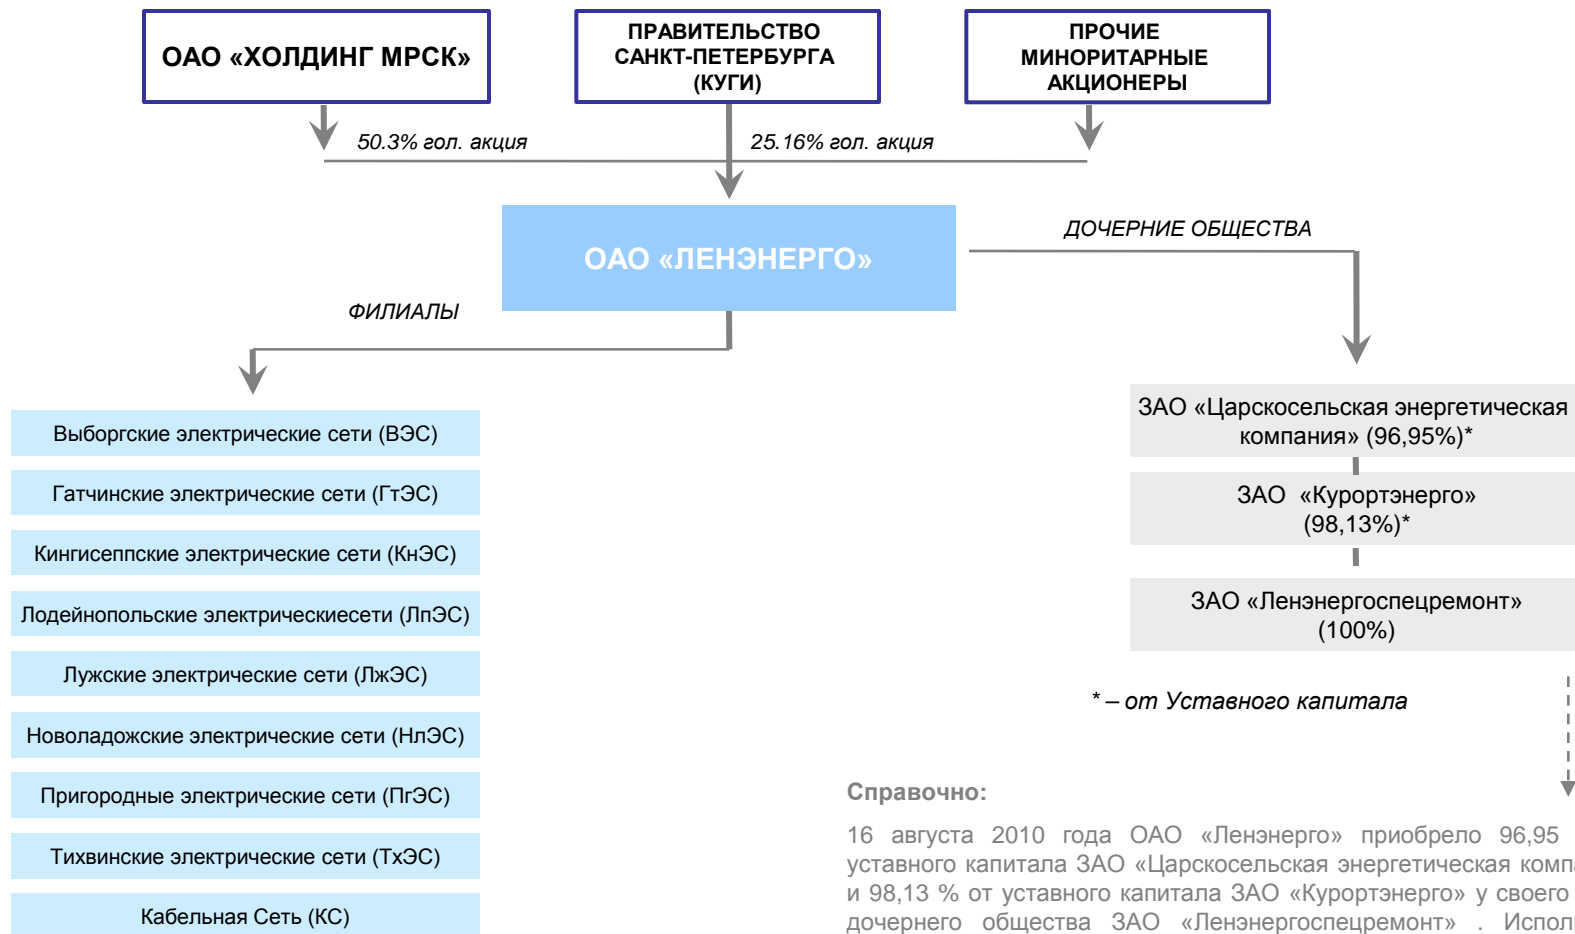 ОАО «ХОЛДИНГ МРСК»
ПРАВИТЕЛЬСТВО
САНКТ-ПЕТЕРБУРГА
(КУГИ)
ПРОЧИЕ
МИНОРИТАРНЫЕ
АКЦИОНЕРЫ
50.3% гол. акция
25.16% гол. акция
ОАО «ЛЕНЭНЕРГО»
ДОЧЕРНИЕ ОБЩЕСТВА
ФИЛИАЛЫ
Выборгские электрические сети (ВЭС)
Гатчинские электрические сети (ГтЭС)
Кингисеппские электрические сети (КнЭС)
Лодейнопольские электрическиесети (ЛпЭС)
Лужские электрические сети (ЛжЭС)
Новоладожские электрические сети (НлЭС)
Пригородные электрические сети (ПгЭС)
Тихвинские электрические сети (ТхЭС)
Кабельная Сеть (КС)
ЗАО «Царскосельская энергетическая
компания» (96,95%)*
ЗАО «Курортэнерго»
(98,13%)*
ЗАО «Ленэнергоспецремонт»
(100%)
* – от Уставного капитала
Справочно:
16 августа 2010 года ОАО «Ленэнерго» приобрело 96,95
уставного капитала ЗАО «Царскосельская энергетическая
и 98,13 % от уставного капитала ЗАО «Курортэнерго» у своего
дочернего общества ЗАО «Ленэнергоспецремонт» .